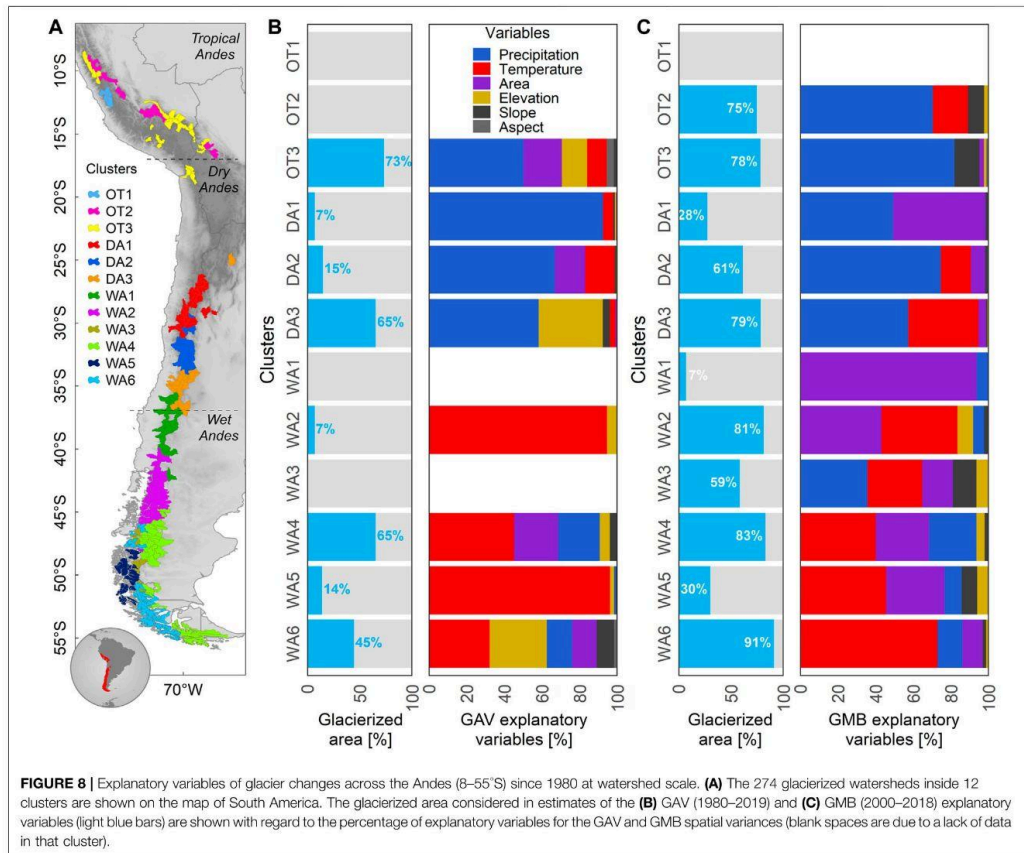 A
Tropical
Andes
10°S
15°S
Dry
Andes
20°S
25°S
30°S
35°S
Wet
Andes
40°S
45°S
50°S
55°S
70°W
Clusters
OT1
OT2
OT3
DA1
DA2
DA3
WA1
WA2
WA3
WA4
WA5
WA6
B
Variables
Precipitation
Temperature
Area
Elevation
Slope
Aspect
Clusters
OT1
OT2
OT3
73%
DA1
7%
DA2
15%
DA3
65%
WA1
WA2
7%
WA3
WA4
65%
WA5
14%
WA6
45%
0
50
100
Glacierized
area [%]
0
20
40
60
80
100
GAV explanatory
variables [%]
C
Clusters
OT1
OT2
75%
OT3
78%
DA1
28%
DA2
61%
DA3
79%
WA1
7%
WA2
81%
WA3
59%
WA4
83%
WA5
30%
WA6
91%
0
50
100
Glacierized
area [%]
0
20
40
60
80
100
GMB explanatory
variables [%]
FIGURE 8 | Explanatory variables of glacier changes across the Andes (8–55°S) since 1980 at watershed scale. (A) The 274 glacierized watersheds inside 12
clusters are shown on the map of South America. The glacierized area considered in estimates of the (B) GAV (1980–2019) and (C) GMB (2000–2018) explanatory
variables (light blue bars) are shown with regard to the percentage of explanatory variables for the GAV and GMB spatial variances (blank spaces are due to a lack of data
in that cluster).